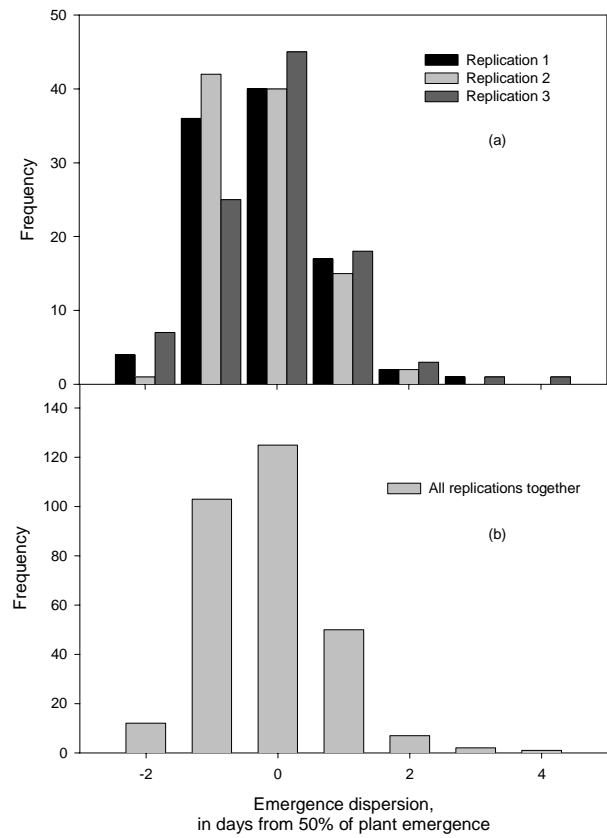 50
40
30
20
10
0
Frequency
Replication 1
Replication 2
Replication 3
(a)
140
120
100
80
60
40
20
0
Frequency
All replications together
(b)
-2 0 2 4
Emergence dispersion,
in days from 50% of plant emergence